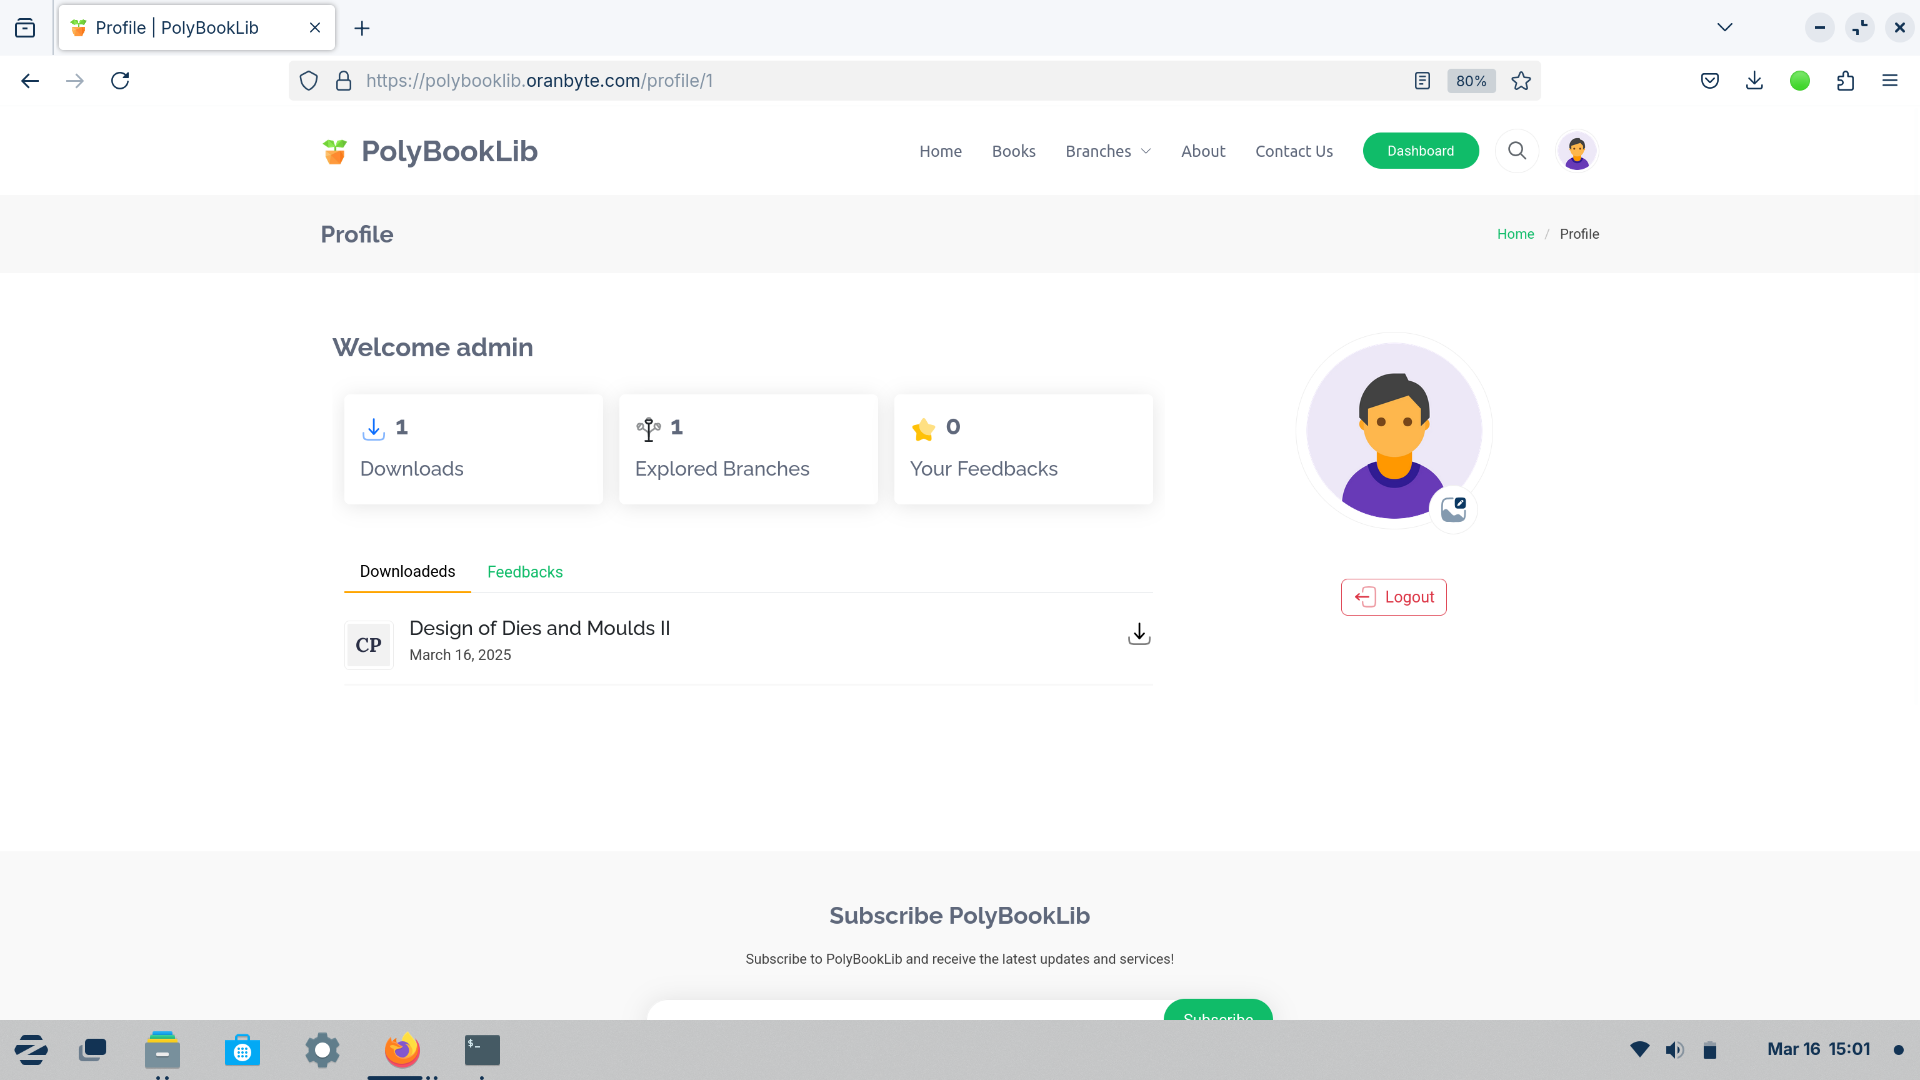 Profile | PolyBookLib
https://polybooklib.oranbyte.com/profile/1
80%
PolyBookLib
Home
Books
Branches
About
Contact Us
Dashboard
Profile
Home / Profile
Welcome admin
1
Downloads
1
Explored Branches
0
Your Feedbacks
Downloadeds
Feedbacks
CP
Design of Dies and Moulds II
March 16, 2025
Logout
Subscribe PolyBookLib
Subscribe to PolyBookLib and receive the latest updates and services!
Subscribe
$_
Mar 16 15:01